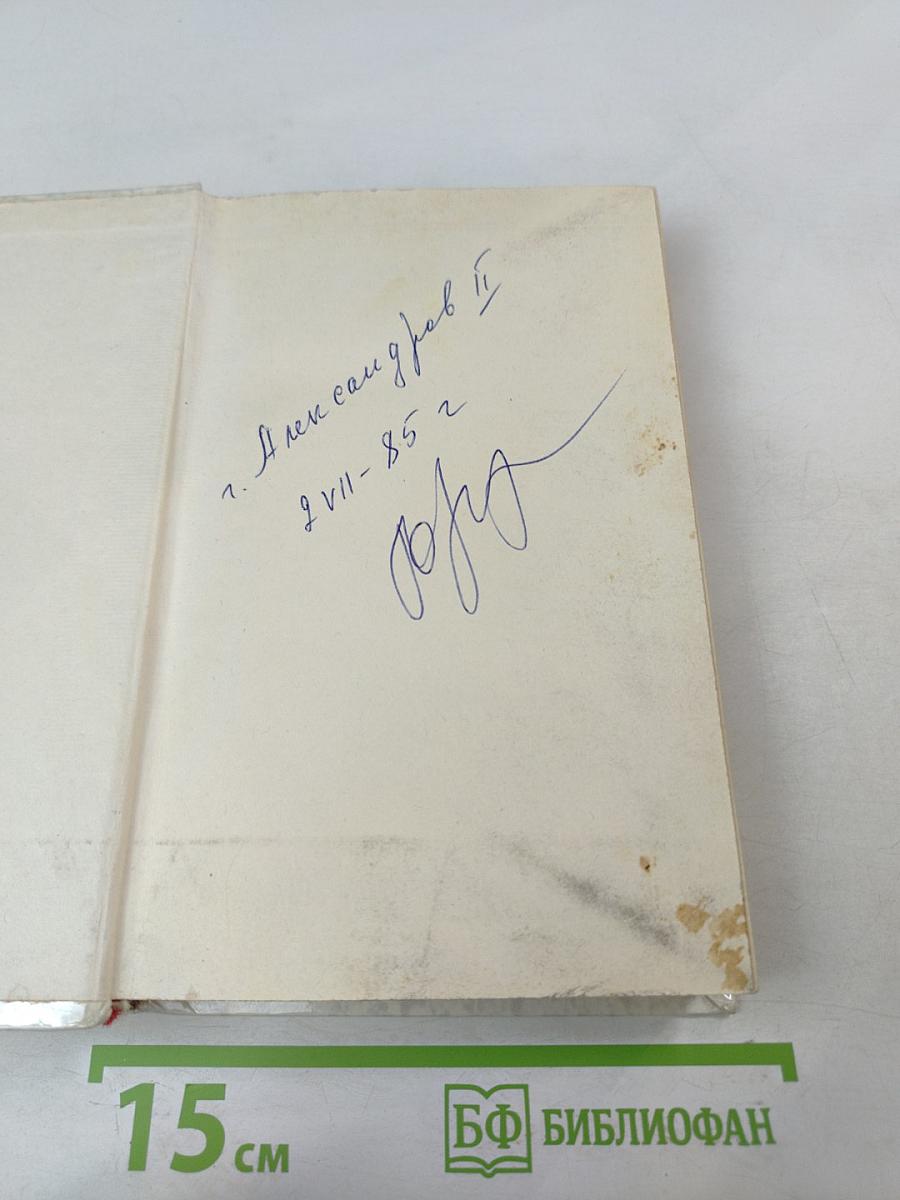 г. Александров II
2 VII - 85 г
15 см
БФ БИБЛИОФАН